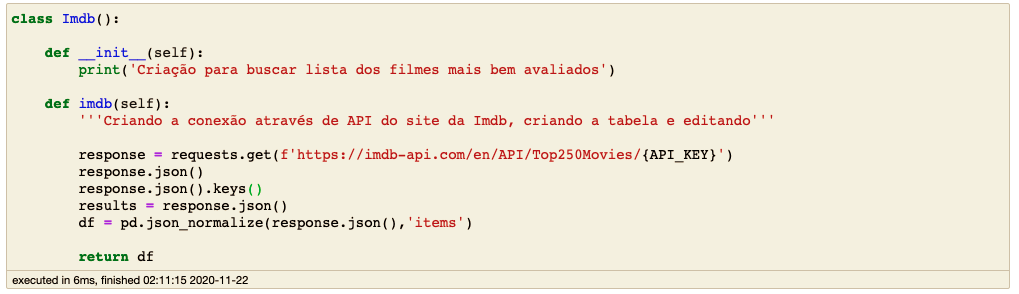 class Imdb():
def __init__(self):
print('Criação para buscar lista dos filmes mais bem avaliados')
def imdb(self):
'''Criando a conexão através de API do site da Imdb, criando a tabela e editando'''
response = requests.get(f'https://imdb-api.com/en/API/Top250Movies/{API_KEY}')
response.json()
response.json().keys()
results = response.json()
df = pd.json_normalize(response.json(),'items')
return df
executed in 6ms, finished 02:11:15 2020-11-22